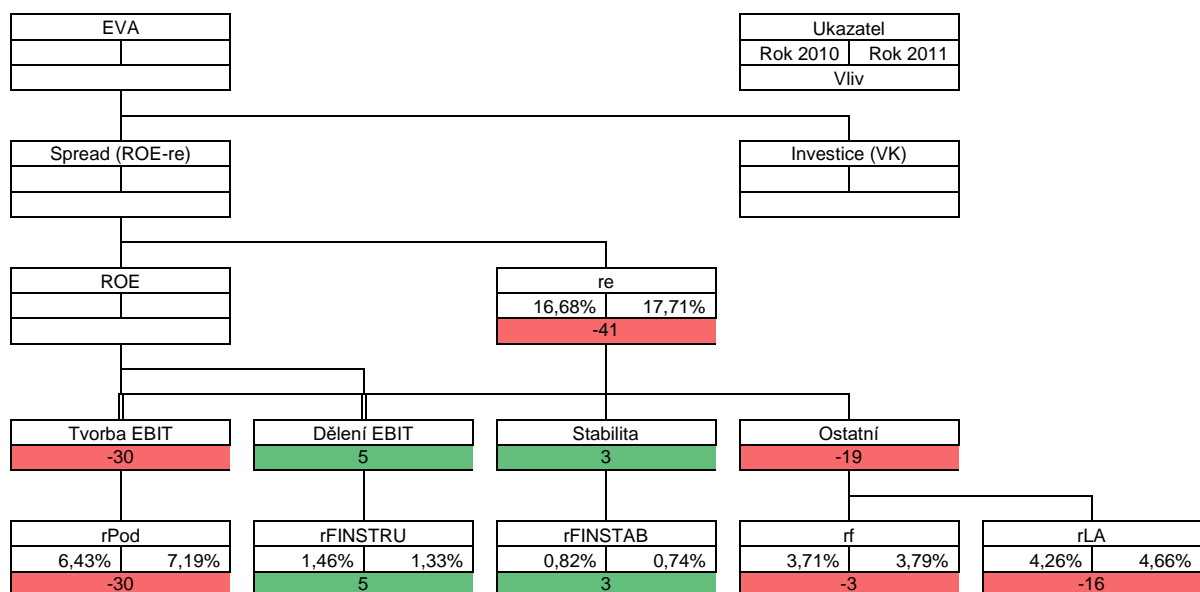 EVA
Ukazatel
Rok 2010 Rok 2011
Vliv
Spread (ROE-re)
Investice (VK)
ROE
re
16,68% 17,71%
-41
Tvorba EBIT
Dělení EBIT
Stabilita
Ostatní
-30
5
3
-19
rPod
rFINSTRU
rFINSTAB
rf
rLA
6,43% 7,19%
1,46% 1,33%
0,82% 0,74%
3,71% 3,79%
4,26% 4,66%
-30
5
3
-3
-16